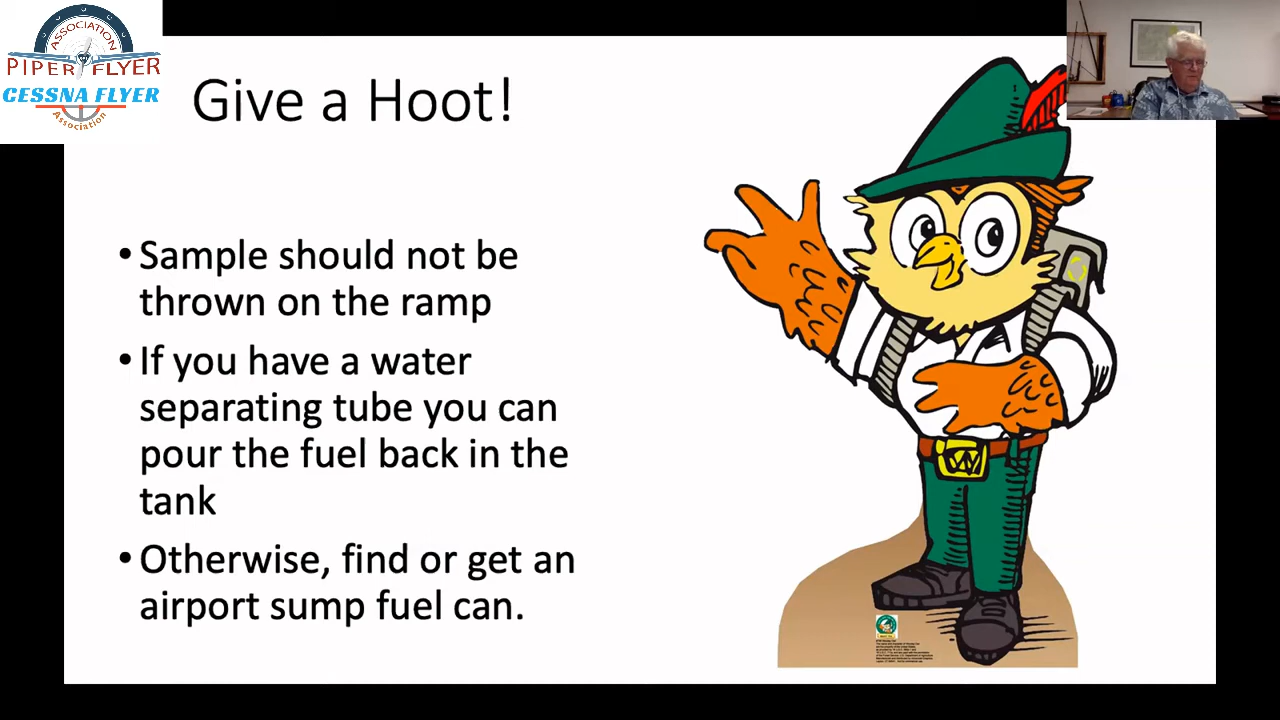 ASSOCIATION
PIPER FLYER
CESSNA FLYER
Association
Give a Hoot!
• Sample should not be
thrown on the ramp
• If you have a water
separating tube you can
pour the fuel back in the
tank
• Otherwise, find or get an
airport sump fuel can.